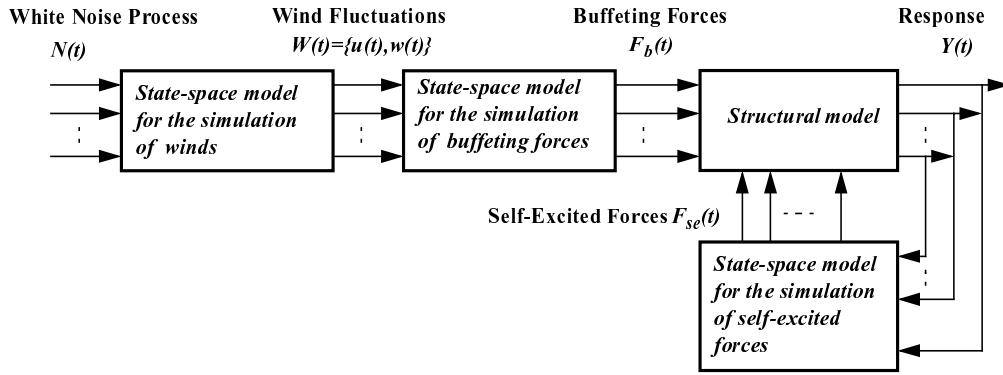 White Noise Process
N(t)
Wind Fluctuations
W(t)={u(t),w(t)}
Buffeting Forces
F_b(t)
Response
Y(t)
State-space model
for the simulation
of winds
State-space model
for the simulation
of buffeting forces
Structural model
Self-Excited Forces F_se(t)
State-space model
for the simulation
of self-excited
forces